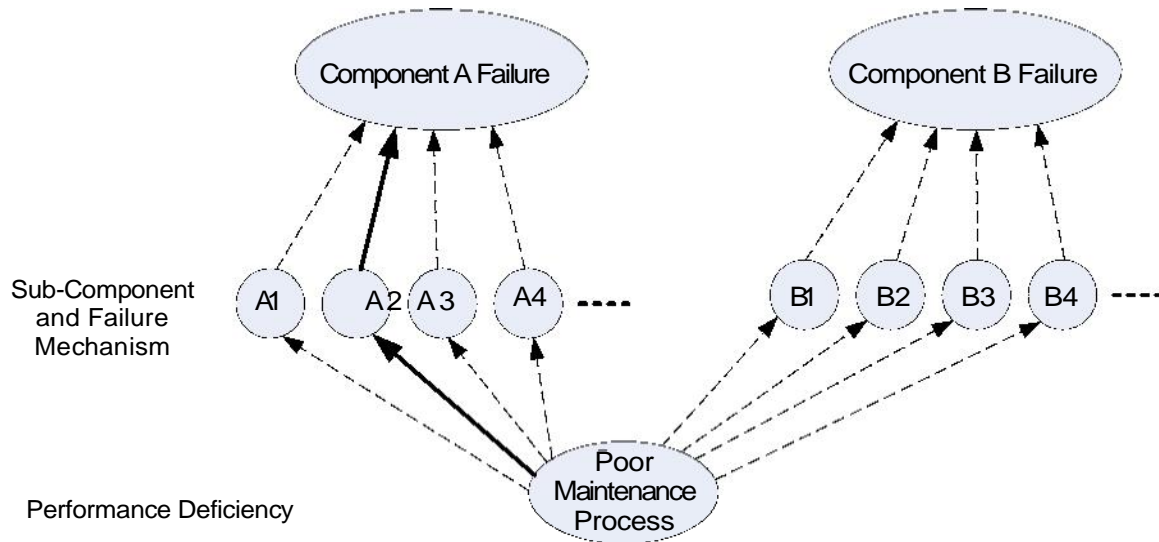 Component A Failure
Component B Failure
A1
A2
A3
A4
B1
B2
B3
B4
Sub-Component
and Failure
Mechanism
Poor
Maintenance
Process
Performance Deficiency